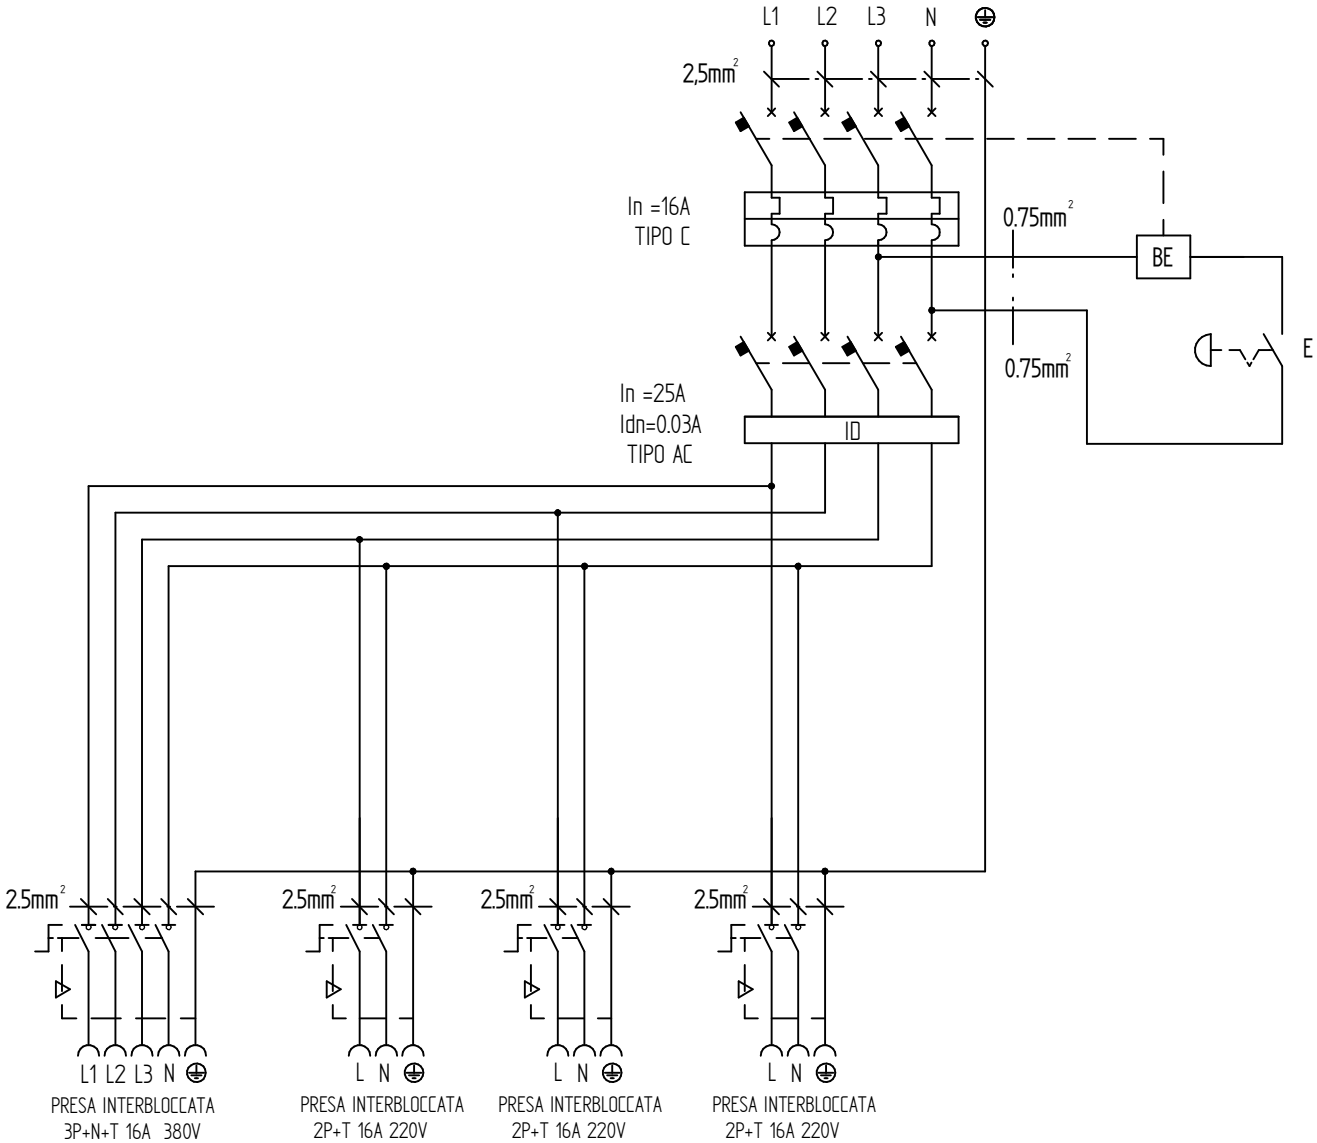 L1 L2 L3 N
2,5mm²
In =16A
TIPO C
0.75mm²
BE
0.75mm²
E
In =25A
Idn=0.03A
TIPO AC
ID
2.5mm² 2.5mm² 2.5mm² 2.5mm²
L1 L2 L3 N
PRESA INTERBLOCCATA
3P+N+T 16A 380V
L N
PRESA INTERBLOCCATA
2P+T 16A 220V
L N
PRESA INTERBLOCCATA
2P+T 16A 220V
L N
PRESA INTERBLOCCATA
2P+T 16A 220V